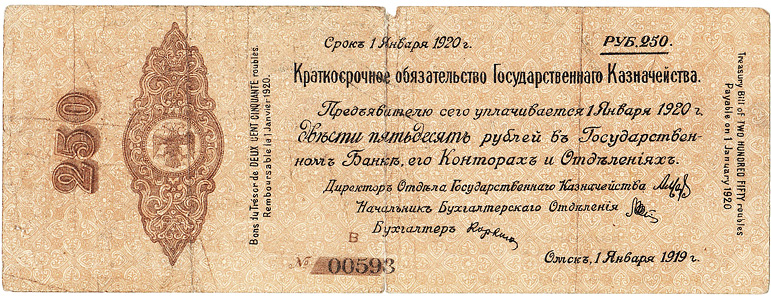 250
Bons du Trésor de DEUX CENT CINQUANTE roubles.
Remboursable le 1 Janvier 1920.
Срокъ 1 Января 1920 г.
РУБ. 250.
Краткосрочное обязательство Государственнаго Казначейства.
Предъявителю сего уплачивается 1 Января 1920 г.
двѣсти пятьдесятъ рублей въ Государствен-
номъ Банкѣ, его Конторахъ и Отдѣленіяхъ.
Директоръ Отдѣла Государственнаго Казначейства
Начальникъ Бухгалтерскаго Отдѣленія
Бухгалтеръ
В
№ 00593
Омскъ, 1 Января 1919 г.
Treasury Bill of TWO HUNDRED FIFTY roubles
Payable on 1 January 1920